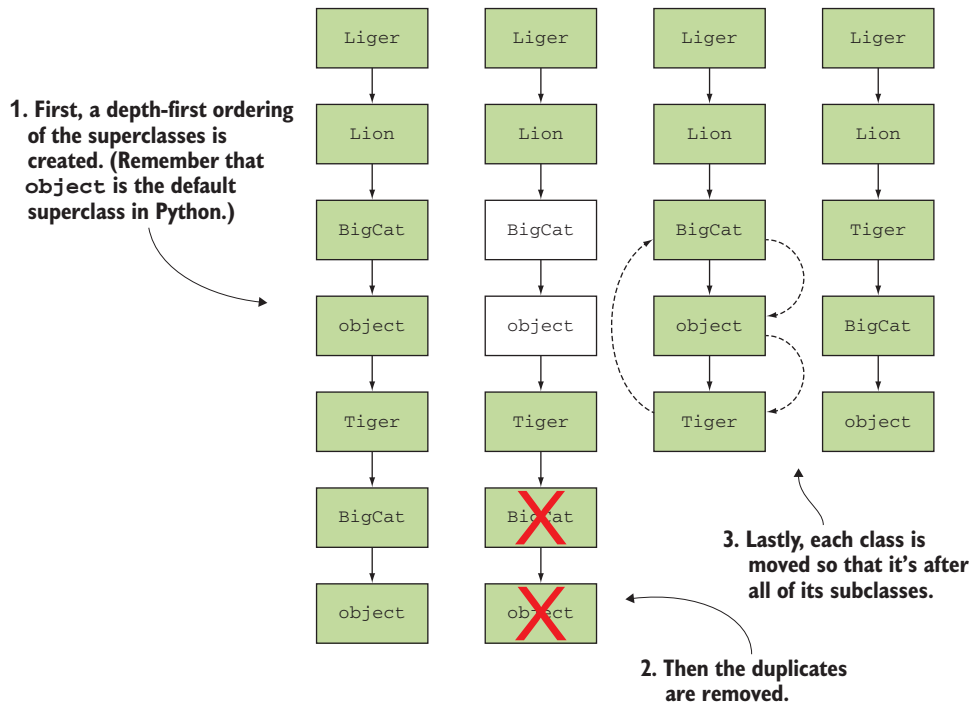 Liger Liger Liger Liger
1. First, a depth-first ordering
of the superclasses is
created. (Remember that
object is the default
superclass in Python.)
Lion Lion Lion Lion
BigCat BigCat BigCat Tiger
object object object BigCat
Tiger Tiger Tiger object
BigCat BigCat
3. Lastly, each class is
moved so that it's after
all of its subclasses.
object object
2. Then the duplicates
are removed.